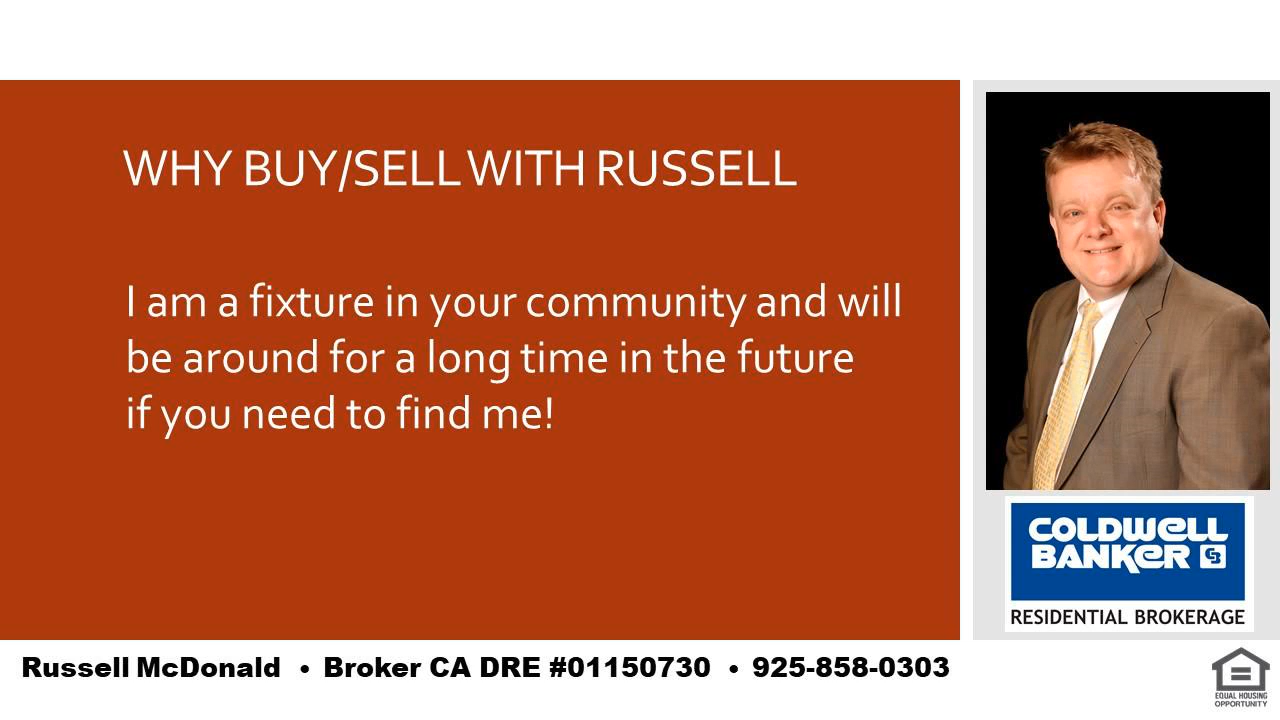 WHY BUY/SELL WITH RUSSELL
I am a fixture in your community and will
be around for a long time in the future
if you need to find me!
COLDWELL
BANKER CB
RESIDENTIAL BROKERAGE
Russell McDonald • Broker CA DRE #01150730 • 925-858-0303
EQUAL HOUSING
OPPORTUNITY